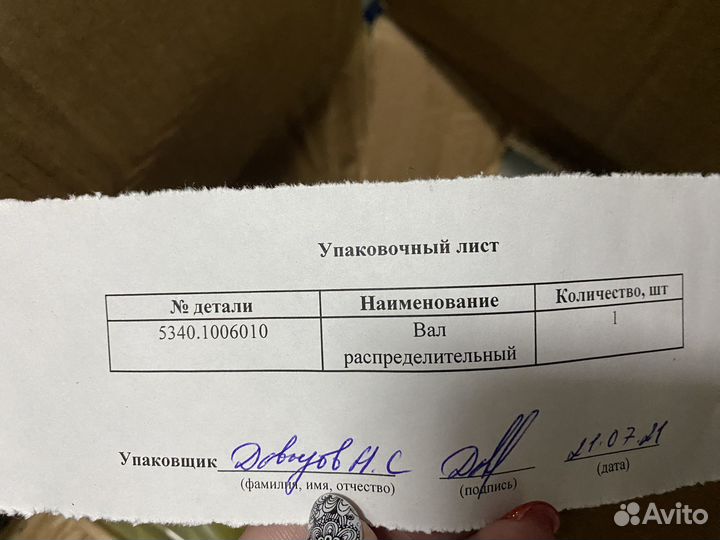 Упаковочный лист
№ детали Наименование Количество, шт
5340.1006010 Вал 1
распределительный
Упаковщик Н. С 21.07.21
(фамилия, имя, отчество) (подпись) (дата)
Avito